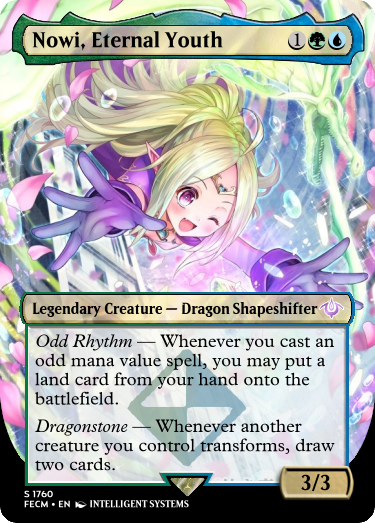 Nowi, Eternal Youth 1
Legendary Creature — Dragon Shapeshifter
Odd Rhythm — Whenever you cast an
odd mana value spell, you may put a
land card from your hand onto the
battlefield.
Dragonstone — Whenever another
creature you control transforms, draw
two cards.
3/3
S 1760
FECM • EN INTELLIGENT SYSTEMS